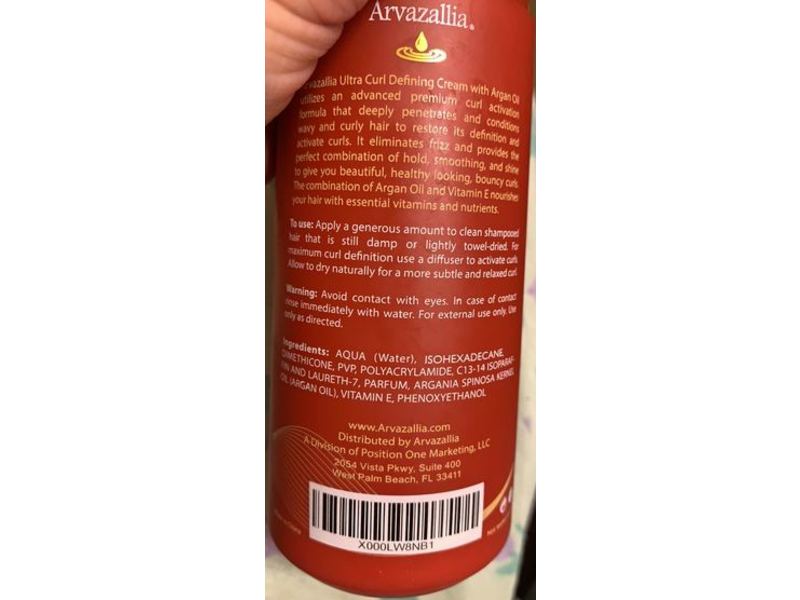 Arvazallia®
vazallia Ultra Curl Defining Cream with Argan Oil
utilizes an advanced premium curl activation
formula that deeply penetrates and conditions
wavy and curly hair to restore its definition and
activate curls. It eliminates frizz and provides the
perfect combination of hold, smoothing, and shine
to give you beautiful, healthy looking, bouncy curls.
The combination of Argan Oil and Vitamin E nourishes
your hair with essential vitamins and nutrients.
To use: Apply a generous amount to clean shampooed
hair that is still damp or lightly towel-dried. For
maximum curl definition use a diffuser to activate curls.
Allow to dry naturally for a more subtle and relaxed curl.
Warning: Avoid contact with eyes. In case of contact
rinse immediately with water. For external use only. Use
only as directed.
Ingredients: AQUA (Water), ISOHEXADECANE,
DIMETHICONE, PVP, POLYACRYLAMIDE, C13-14 ISOPARAF-
FIN AND LAURETH-7, PARFUM, ARGANIA SPINOSA KERNEL
OIL (ARGAN OIL), VITAMIN E, PHENOXYETHANOL
www.Arvazallia.com
Distributed by Arvazallia
A Division of Position One Marketing, LLC
2054 Vista Pkwy, Suite 400
West Palm Beach, FL 33411
X000LW8NB1